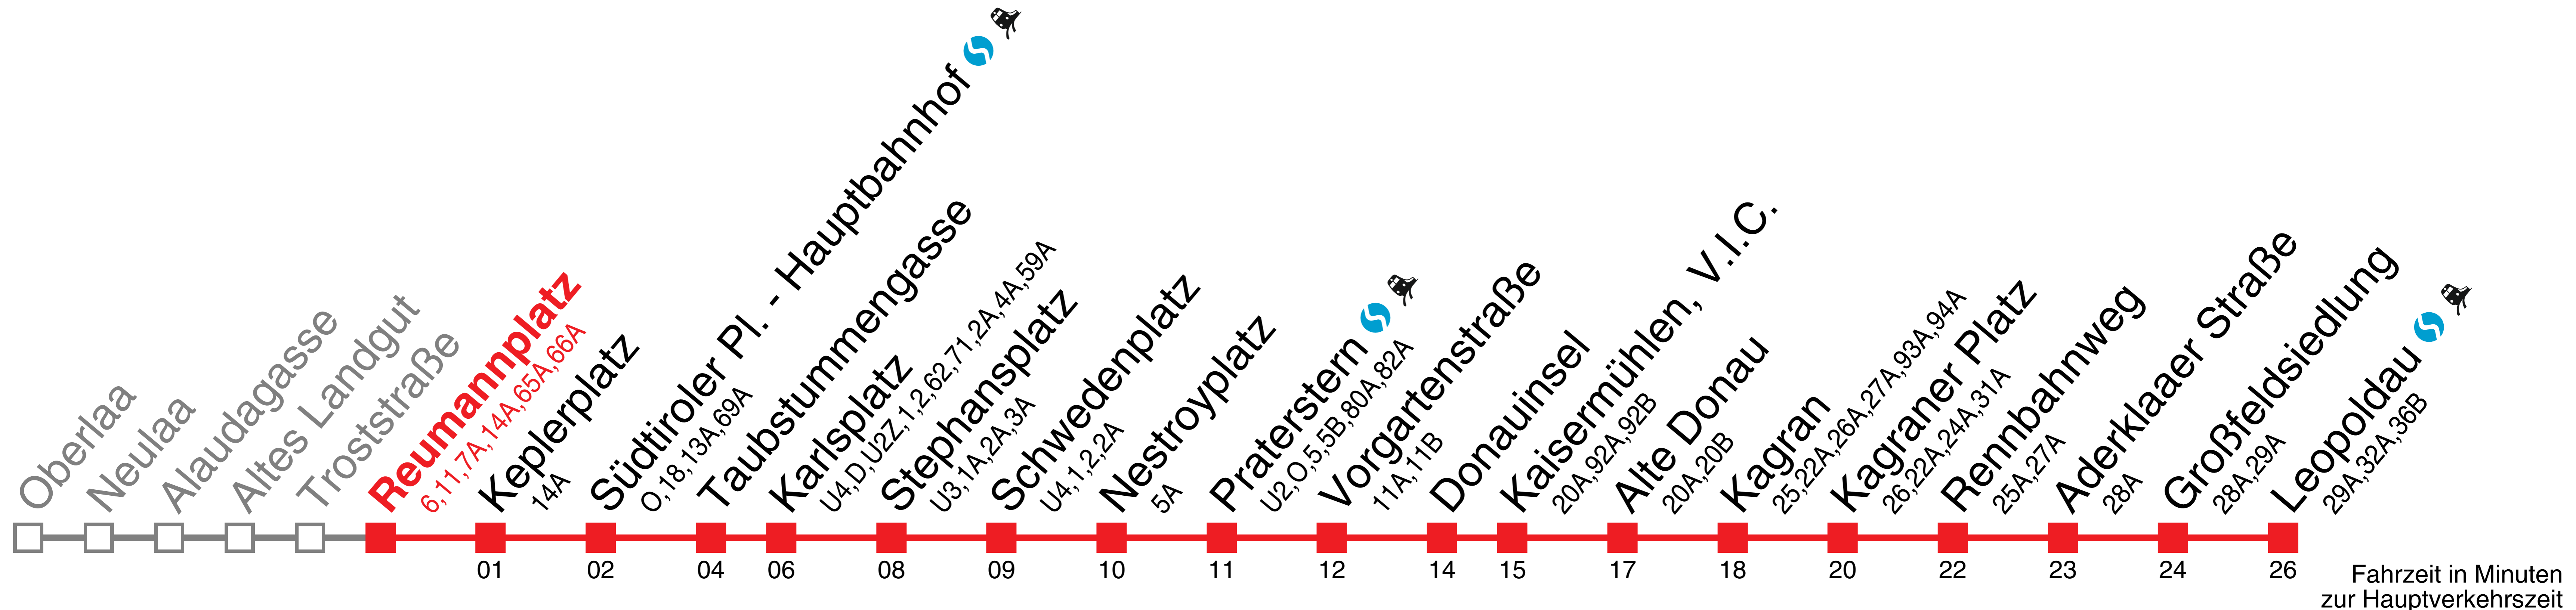 Oberlaa
Neulaa
Alaudagasse
Altes Landgut
Troststraße
Reumannplatz
6,11,7A,14A,65A,66A
Keplerplatz
14A
Südtiroler Pl. - Hauptbahnhof
O,18,13A,69A
Taubstummengasse
Karlsplatz
U4,D,U2Z,1,2,62,71,2A,4A,59A
Stephansplatz
U3,1A,2A,3A
Schwedenplatz
U4,1,2,2A
Nestroyplatz
5A
Praterstern
U2,O,5,5B,80A,82A
Vorgartenstraße
11A,11B
Donauinsel
Kaisermühlen, V.I.C.
20A,92A,92B
Alte Donau
20A,20B
Kagran
25,22A,26A,27A,93A,94A
Kagraner Platz
26,22A,24A,31A
Rennbahnweg
25A,27A
Aderklaaer Straße
28A
Großfeldsiedlung
28A,29A
Leopoldau
29A,32A,36B
01 02 04 06 08 09 10 11 12 14 15 17 18 20 22 23 24 26
Fahrzeit in Minuten
zur Hauptverkehrszeit